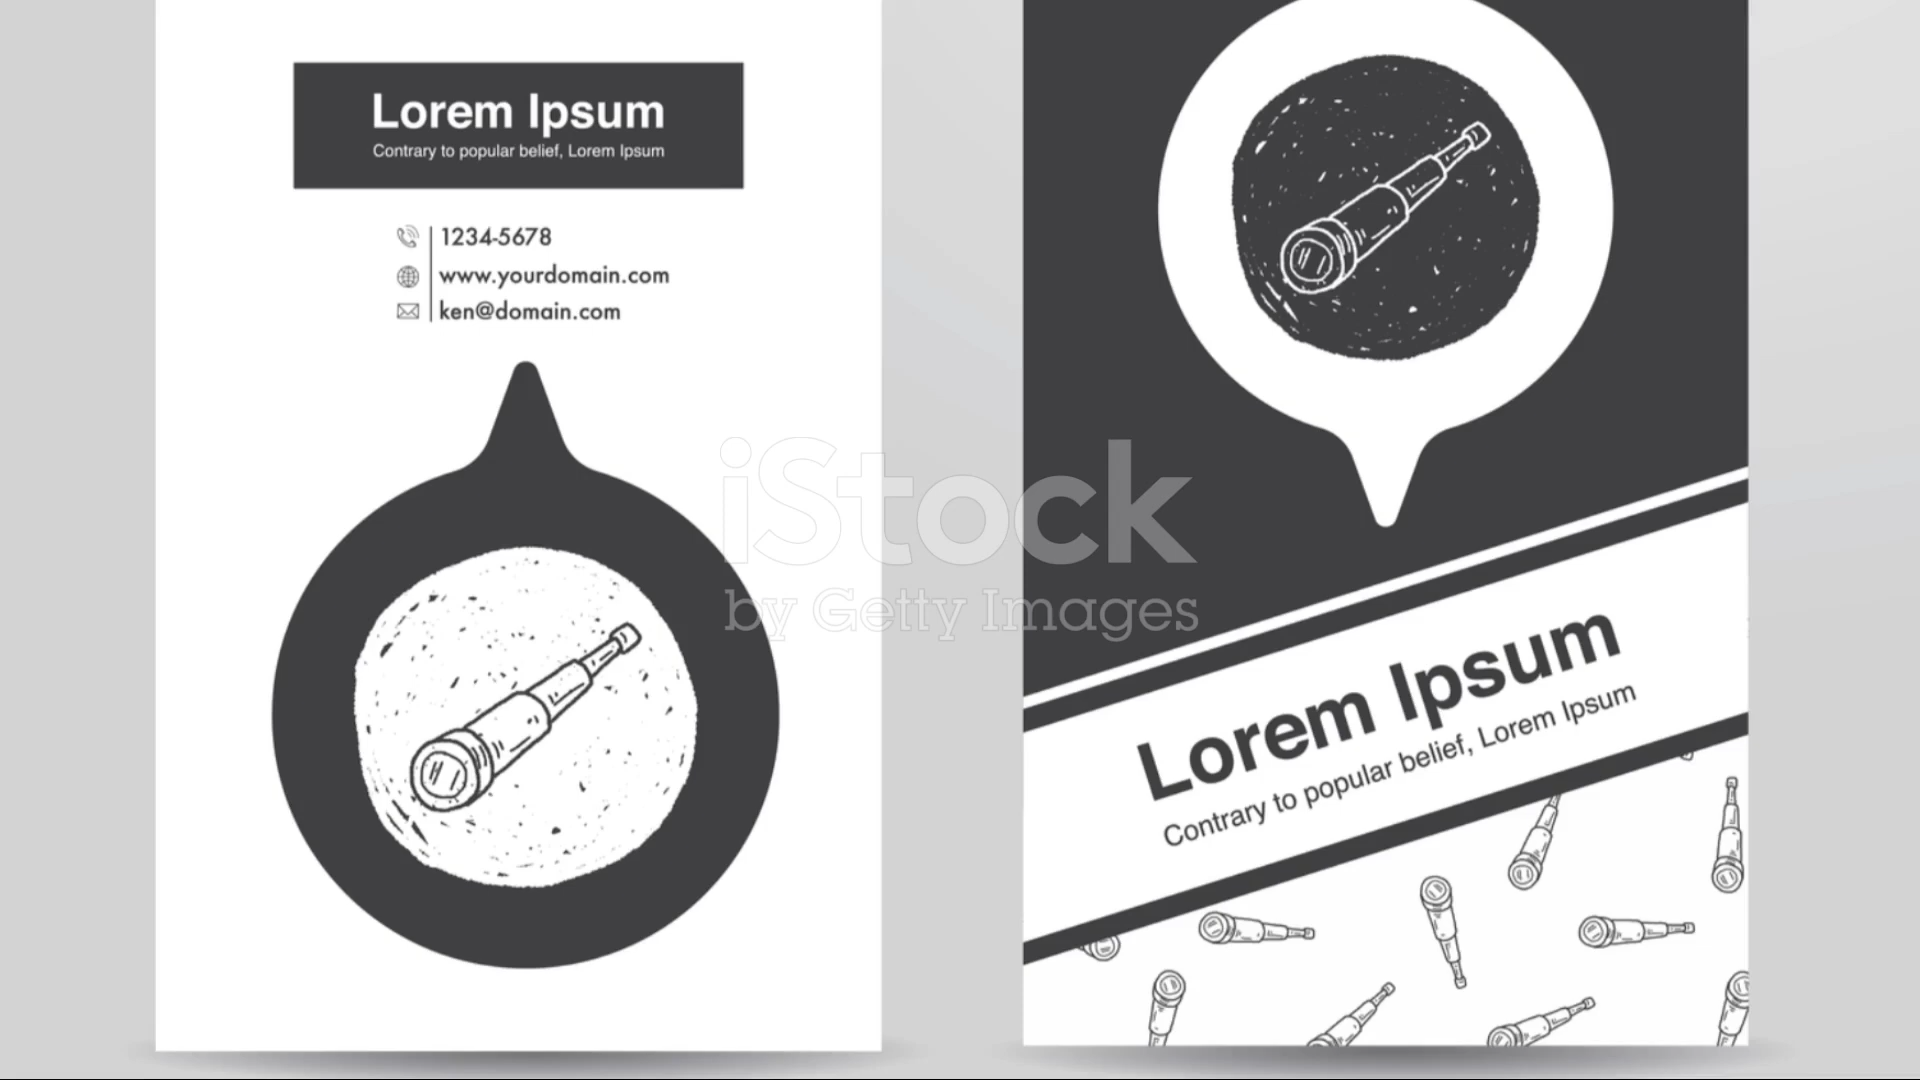 Lorem Ipsum
Contrary to popular belief, Lorem Ipsum
1234-5678
www.yourdomain.com
ken@domain.com
iStock
by Getty Images
Lorem Ipsum
Contrary to popular belief, Lorem Ipsum